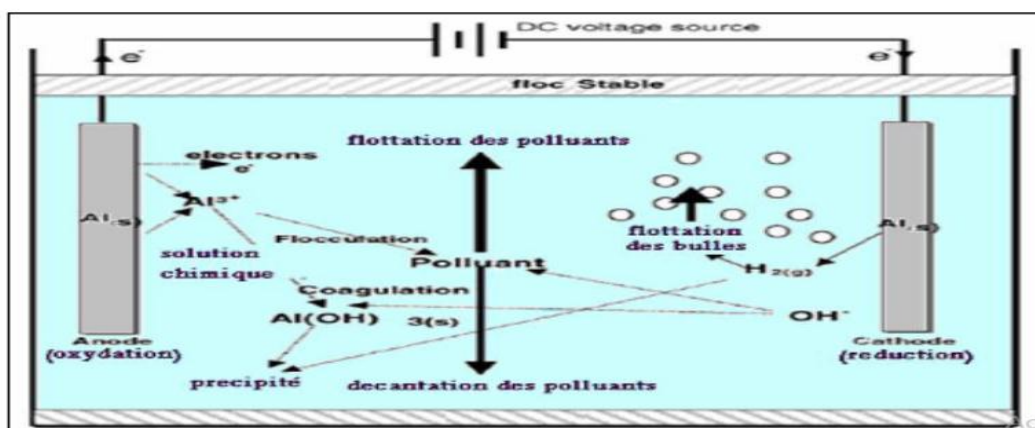 DC voltage source
e⁻
e⁻
floc Stable
flottation des polluants
electrons
e⁻
Al³⁺
Al(s)
Al(s)
flottation
des bulles
solution
chimique
Flocculation
Polluant
H₂(g)
Coagulation
Al(OH) 3(s)
OH⁻
Anode
(oxydation)
Cathode
(reduction)
precipité
decantation des polluants